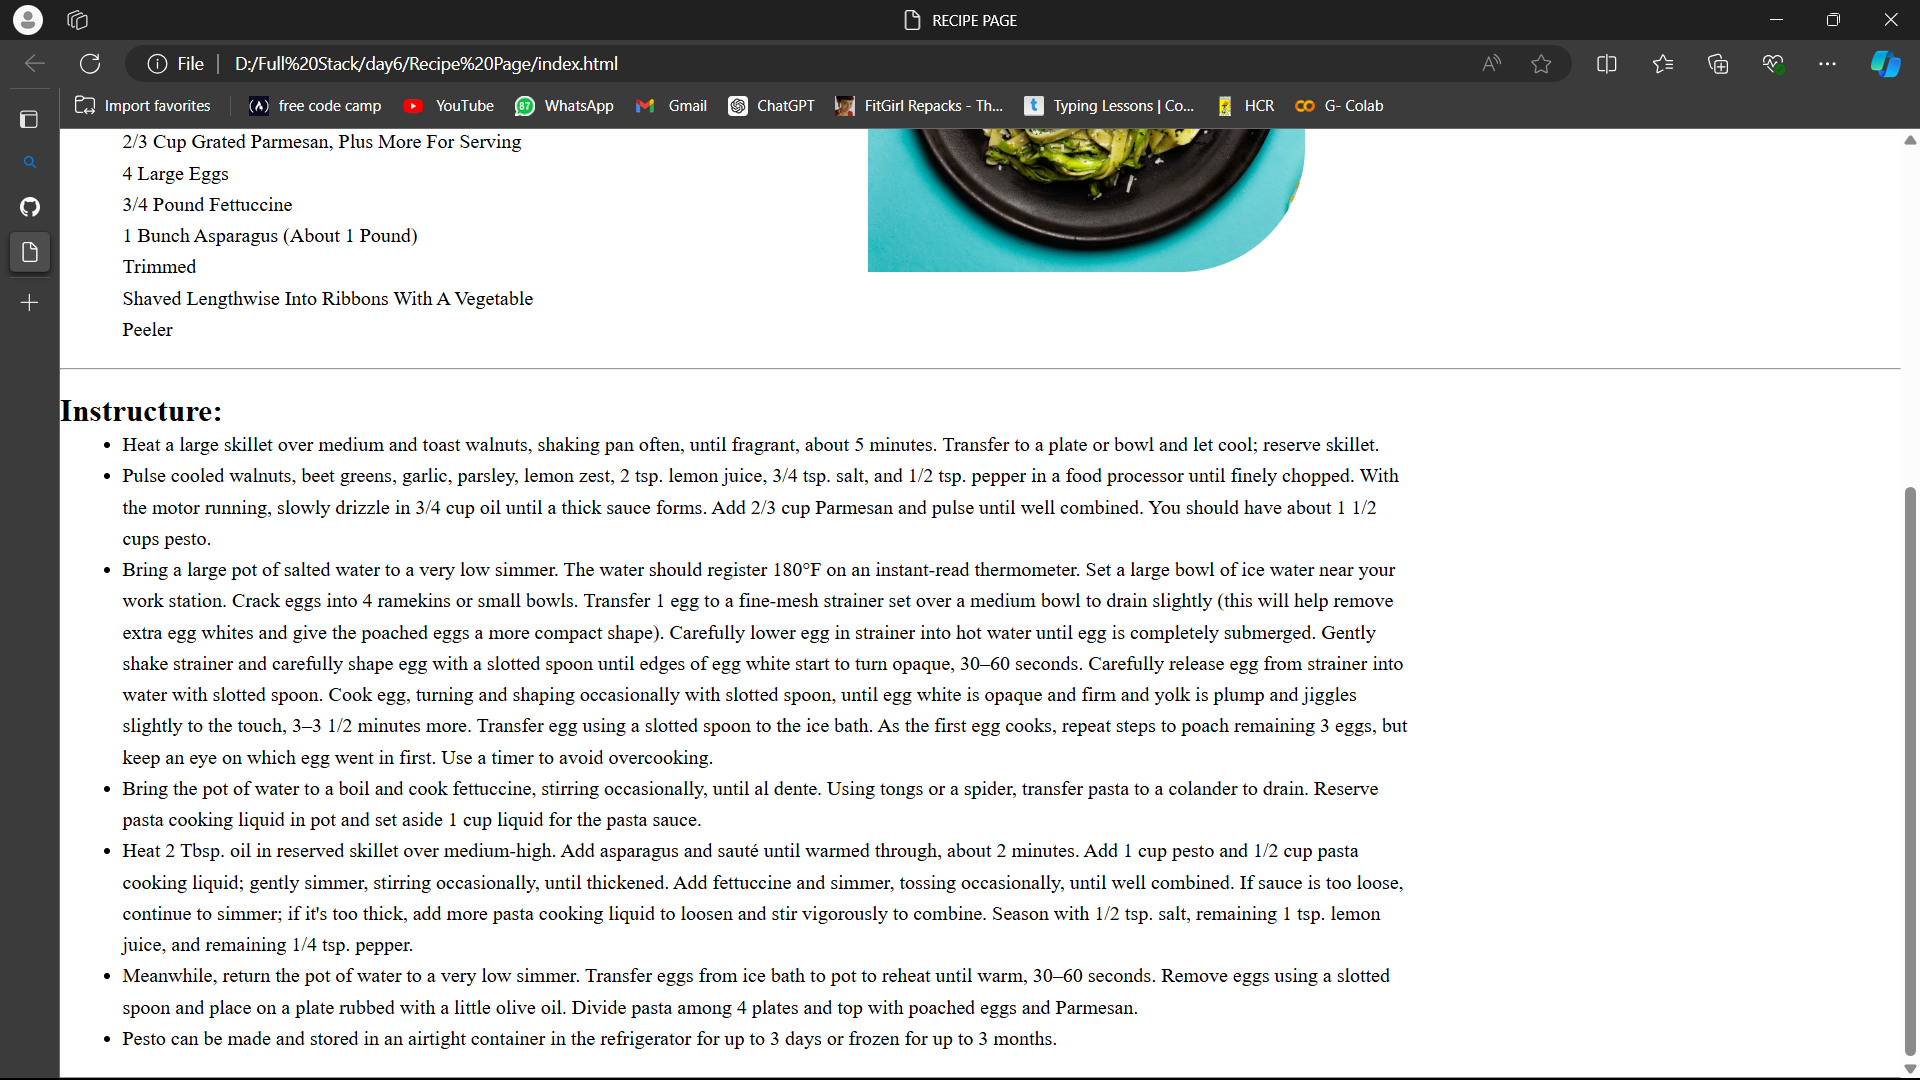 RECIPE PAGE
File D:/Full%20Stack/day6/Recipe%20Page/index.html
Import favorites free code camp YouTube 87 WhatsApp Gmail ChatGPT FitGirl Repacks - Th... t Typing Lessons | Co... HCR G- Colab
2/3 Cup Grated Parmesan, Plus More For Serving
4 Large Eggs
3/4 Pound Fettuccine
1 Bunch Asparagus (About 1 Pound)
Trimmed
Shaved Lengthwise Into Ribbons With A Vegetable
Peeler
Instructure:
• Heat a large skillet over medium and toast walnuts, shaking pan often, until fragrant, about 5 minutes. Transfer to a plate or bowl and let cool; reserve skillet.
• Pulse cooled walnuts, beet greens, garlic, parsley, lemon zest, 2 tsp. lemon juice, 3/4 tsp. salt, and 1/2 tsp. pepper in a food processor until finely chopped. With
the motor running, slowly drizzle in 3/4 cup oil until a thick sauce forms. Add 2/3 cup Parmesan and pulse until well combined. You should have about 1 1/2
cups pesto.
• Bring a large pot of salted water to a very low simmer. The water should register 180°F on an instant-read thermometer. Set a large bowl of ice water near your
work station. Crack eggs into 4 ramekins or small bowls. Transfer 1 egg to a fine-mesh strainer set over a medium bowl to drain slightly (this will help remove
extra egg whites and give the poached eggs a more compact shape). Carefully lower egg in strainer into hot water until egg is completely submerged. Gently
shake strainer and carefully shape egg with a slotted spoon until edges of egg white start to turn opaque, 30–60 seconds. Carefully release egg from strainer into
water with slotted spoon. Cook egg, turning and shaping occasionally with slotted spoon, until egg white is opaque and firm and yolk is plump and jiggles
slightly to the touch, 3–3 1/2 minutes more. Transfer egg using a slotted spoon to the ice bath. As the first egg cooks, repeat steps to poach remaining 3 eggs, but
keep an eye on which egg went in first. Use a timer to avoid overcooking.
• Bring the pot of water to a boil and cook fettuccine, stirring occasionally, until al dente. Using tongs or a spider, transfer pasta to a colander to drain. Reserve
pasta cooking liquid in pot and set aside 1 cup liquid for the pasta sauce.
• Heat 2 Tbsp. oil in reserved skillet over medium-high. Add asparagus and sauté until warmed through, about 2 minutes. Add 1 cup pesto and 1/2 cup pasta
cooking liquid; gently simmer, stirring occasionally, until thickened. Add fettuccine and simmer, tossing occasionally, until well combined. If sauce is too loose,
continue to simmer; if it's too thick, add more pasta cooking liquid to loosen and stir vigorously to combine. Season with 1/2 tsp. salt, remaining 1 tsp. lemon
juice, and remaining 1/4 tsp. pepper.
• Meanwhile, return the pot of water to a very low simmer. Transfer eggs from ice bath to pot to reheat until warm, 30–60 seconds. Remove eggs using a slotted
spoon and place on a plate rubbed with a little olive oil. Divide pasta among 4 plates and top with poached eggs and Parmesan.
• Pesto can be made and stored in an airtight container in the refrigerator for up to 3 days or frozen for up to 3 months.